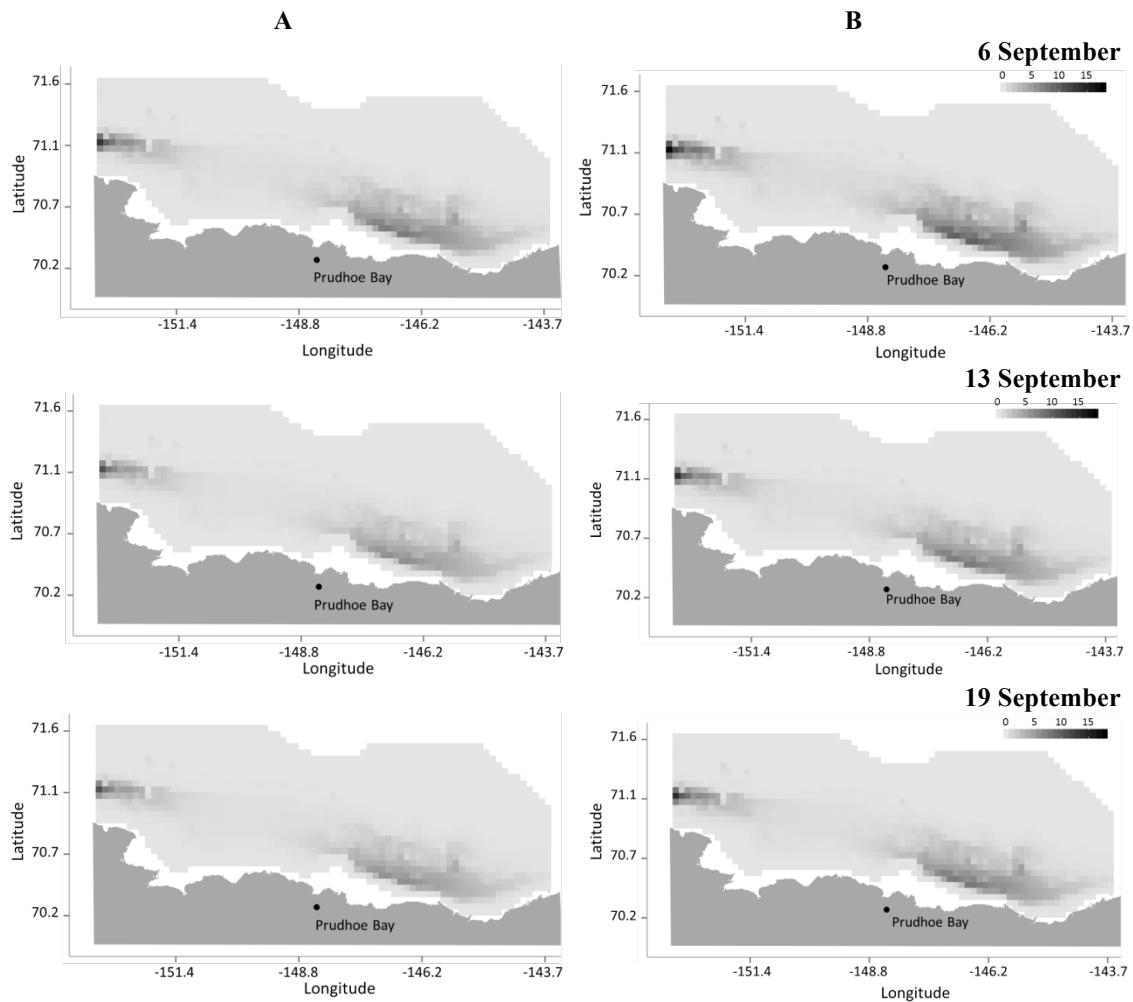 A B
6 September
71.6
71.1
70.7
70.2
Latitude
Prudhoe Bay
-151.4 -148.8 -146.2 -143.7
Longitude
0 5 10 15
71.6
71.1
70.7
70.2
Latitude
Prudhoe Bay
-151.4 -148.8 -146.2 -143.7
Longitude
13 September
71.6
71.1
70.7
70.2
Latitude
Prudhoe Bay
-151.4 -148.8 -146.2 -143.7
Longitude
0 5 10 15
71.6
71.1
70.7
70.2
Latitude
Prudhoe Bay
-151.4 -148.8 -146.2 -143.7
Longitude
19 September
71.6
71.1
70.7
70.2
Latitude
Prudhoe Bay
-151.4 -148.8 -146.2 -143.7
Longitude
0 5 10 15
71.6
71.1
70.7
70.2
Latitude
Prudhoe Bay
-151.4 -148.8 -146.2 -143.7
Longitude